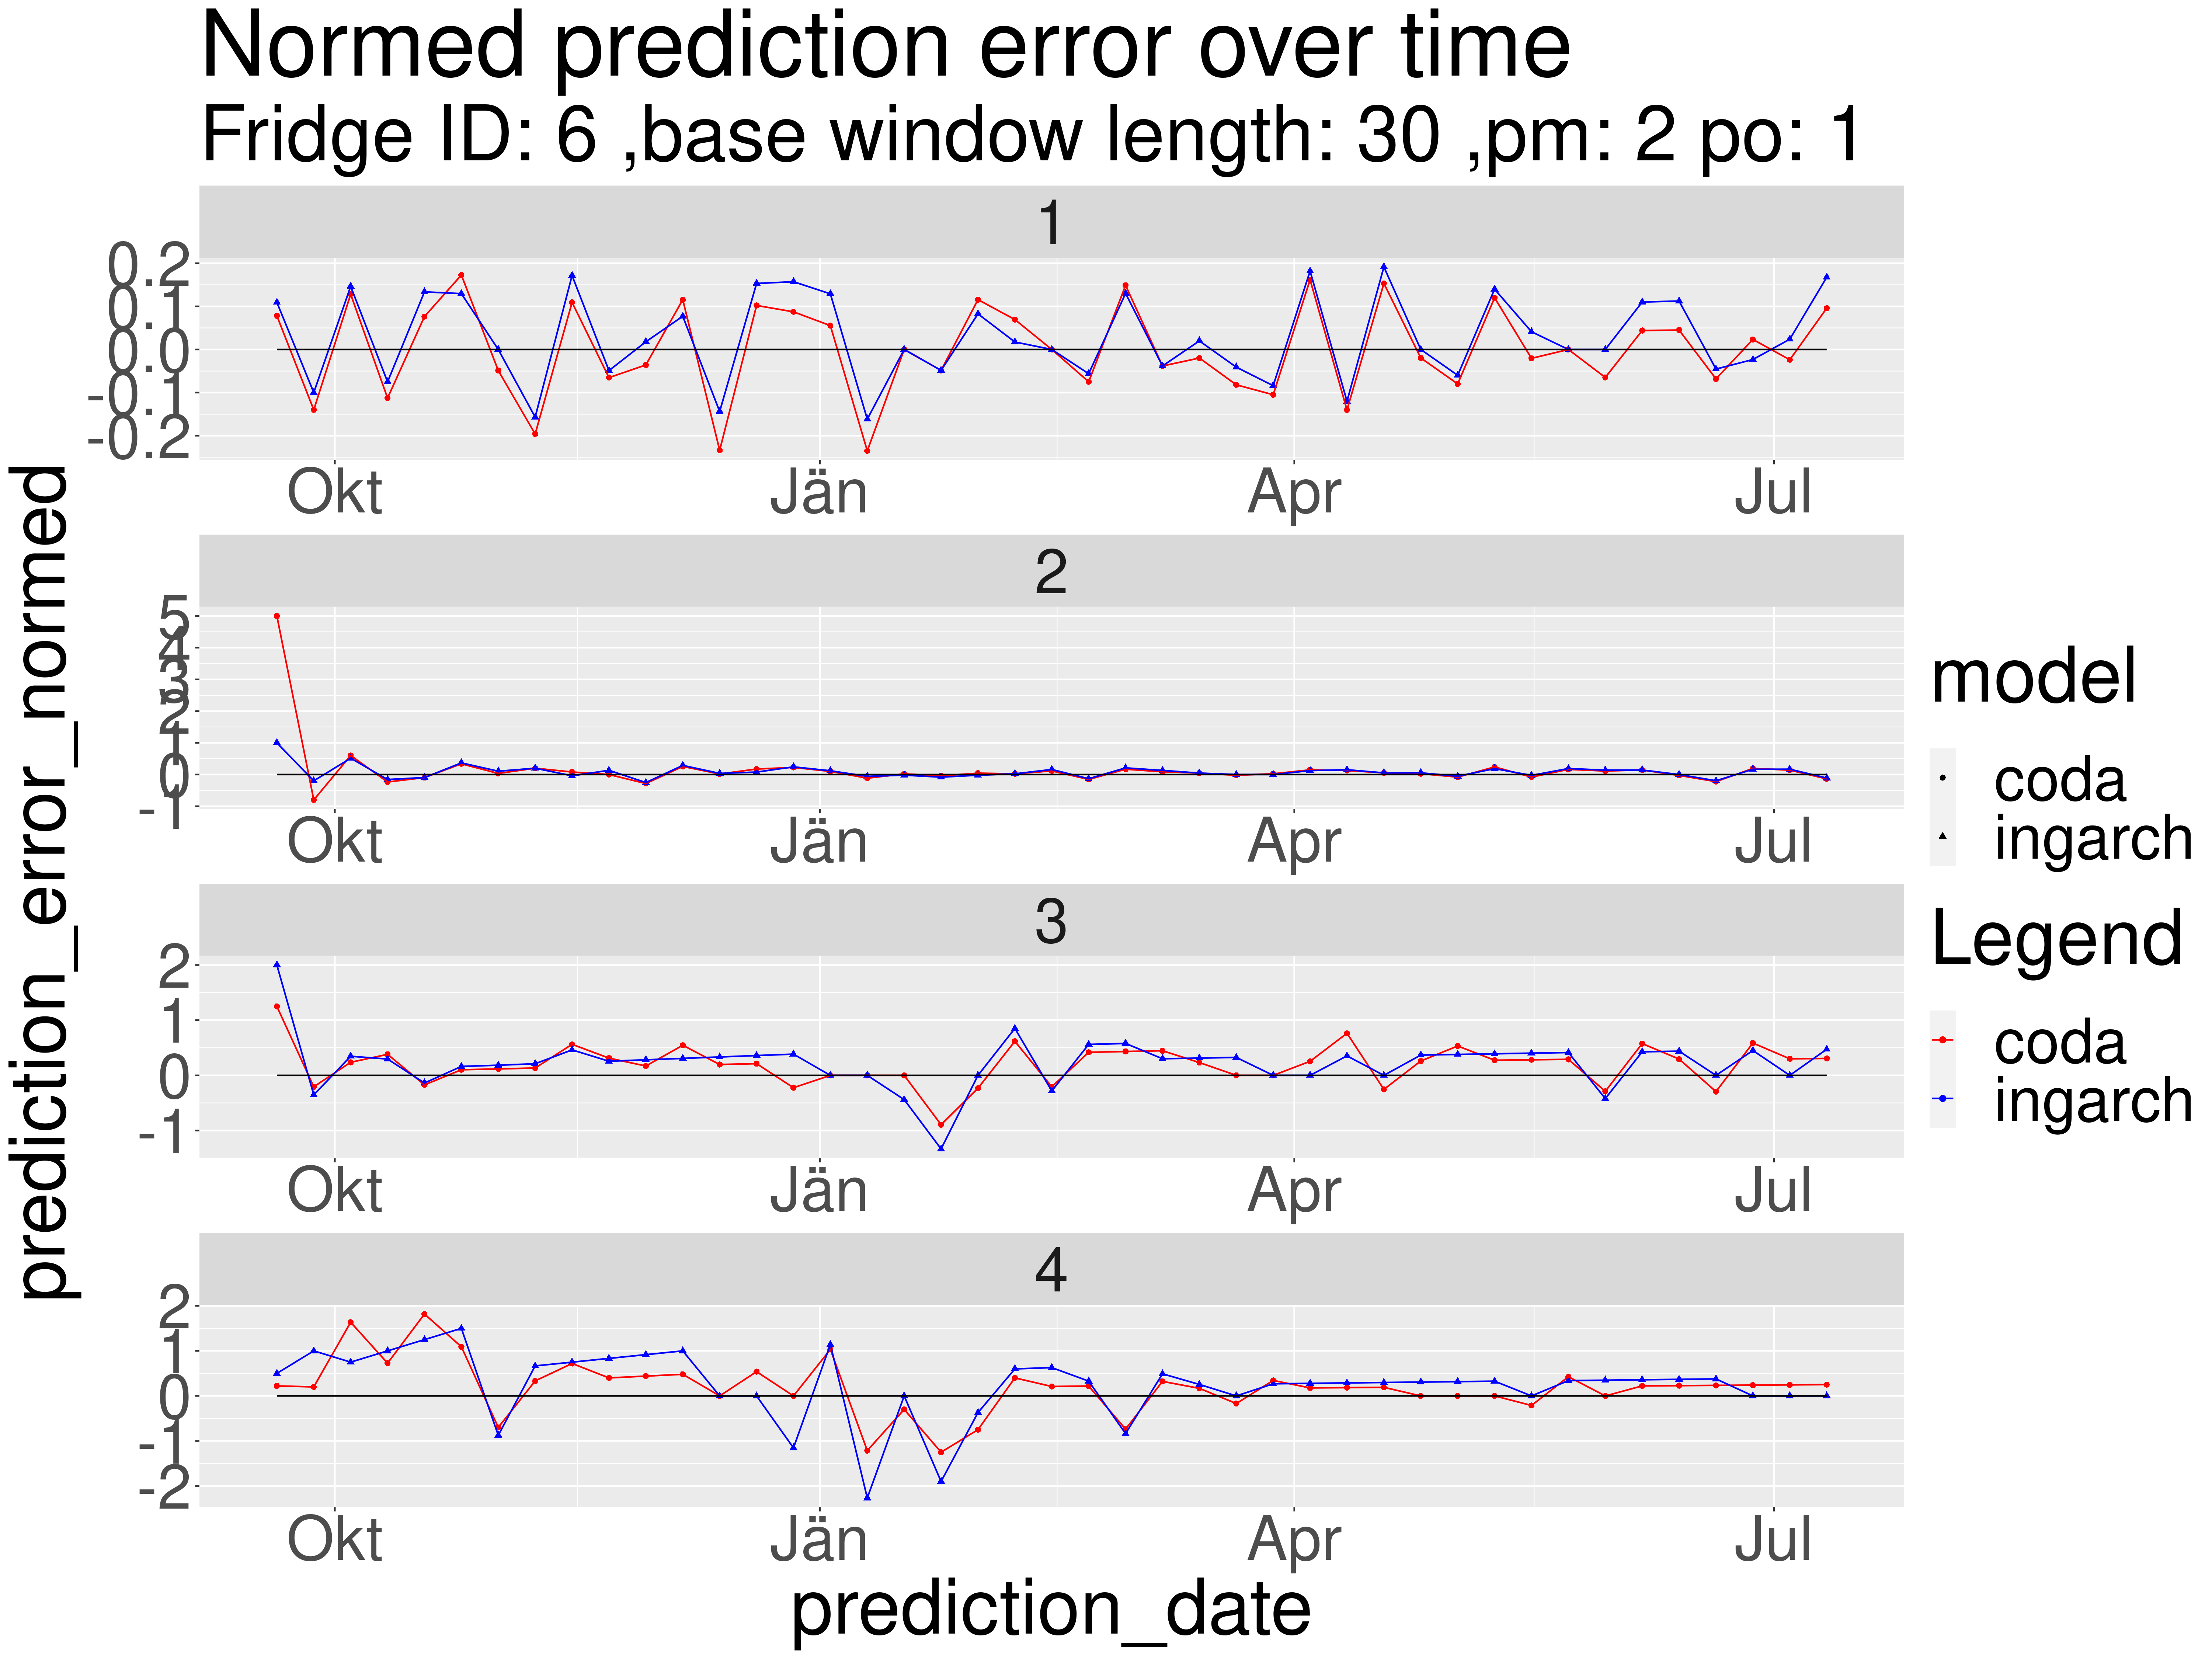 Normed prediction error over time
Fridge ID: 6 ,base window length: 30 ,pm: 2 po: 1
prediction_error_normed
1
0.2
0.1
0.0
-0.1
-0.2
Okt Jän Apr Jul
2
5
4
3
2
1
0
-1
Okt Jän Apr Jul
3
2
1
0
-1
Okt Jän Apr Jul
4
2
1
0
-1
-2
Okt Jän Apr Jul
prediction_date
model
coda
ingarch
Legend
coda
ingarch